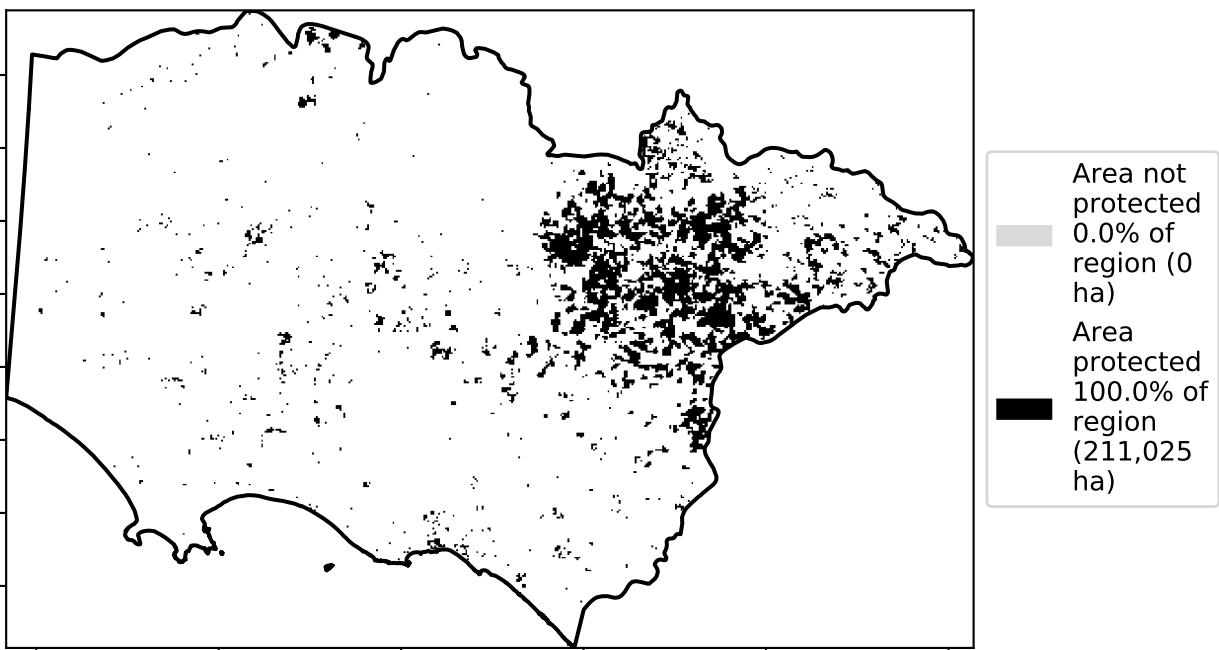 Area not
protected
0.0% of
region (0
ha)
Area
protected
100.0% of
region
(211,025
ha)